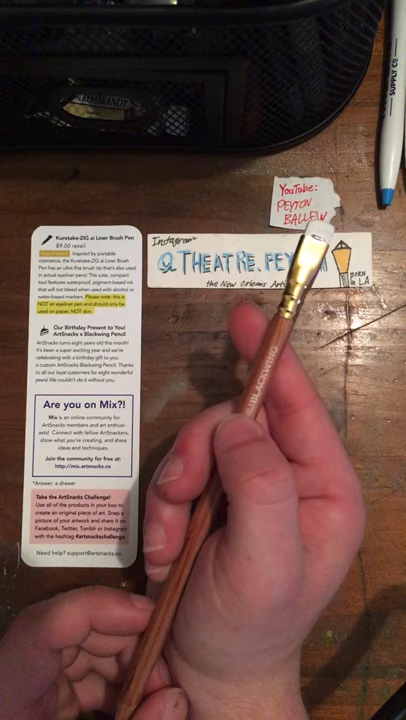 REMBRANDT
SUPPLY CO
YouTube:
PEYTON
BALLEW
Instagram
@THEATRE.PEY
the New Orleans
BORN
LA
Kuretake-ZIG ai Liner Brush Pen
$9.00 retail
Inspired by portable
cosmetics, the Kuretake-ZIG ai Liner Brush
Pen has an ultra fine brush tip that's also used
in actual eyeliner pens! This cute, compact
tool features waterproof, pigment-based ink
that will not bleed when used with alcohol or
water-based markers. Please note: this is
NOT an eyeliner pen and should only
be used on paper, NOT skin.
Our Birthday Present to You!
ArtSnacks x Blackwing Pencil
ArtSnacks turns eight years old this month!
It's been a super exciting year and we're
celebrating with a birthday gift to you:
a custom ArtSnacks Blackwing Pencil. Thanks
to all our loyal customers for eight wonderful
years! We couldn't do it without you.
Are you on Mix?!
Mix is an online community for
ArtSnacks members and art enthusi-
asts! Connect with fellow ArtSnackers,
show what you're creating, and share
ideas and techniques.
Join the community for free at:
http://mix.artsnacks.co
*Answer: a drawer
Take the ArtSnacks Challenge!
Use all of the products in your box to
create an original piece of art. Snap a
picture of your artwork and share it on
Facebook, Twitter, Tumblr or Instagram
with the hashtag #artsnackschallenge.
Need help? support@artsnacks.co
BLACKWING